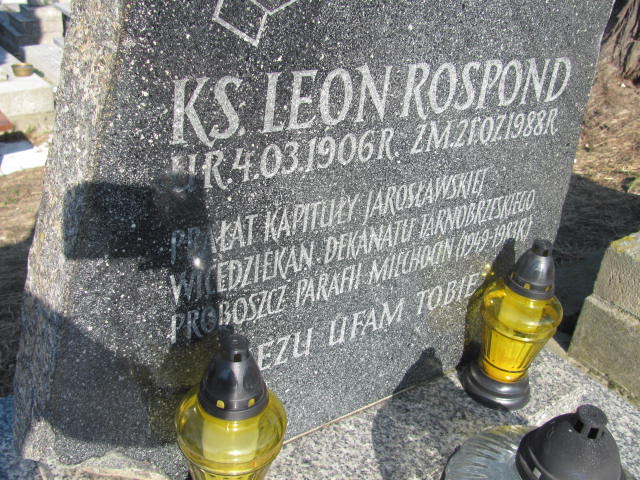 KS. LEON ROSPOND
UR. 4.03.1906 R. ZM. 21.07.1988 R.
PRAŁAT KAPITUŁY JAROSŁAWSKIEJ
WICEDZIEKAN DEKANATU TARNOBRZESKIEGO
PROBOSZCZ PARAFII MIECHOCIN
JEZU UFAM TOBIE